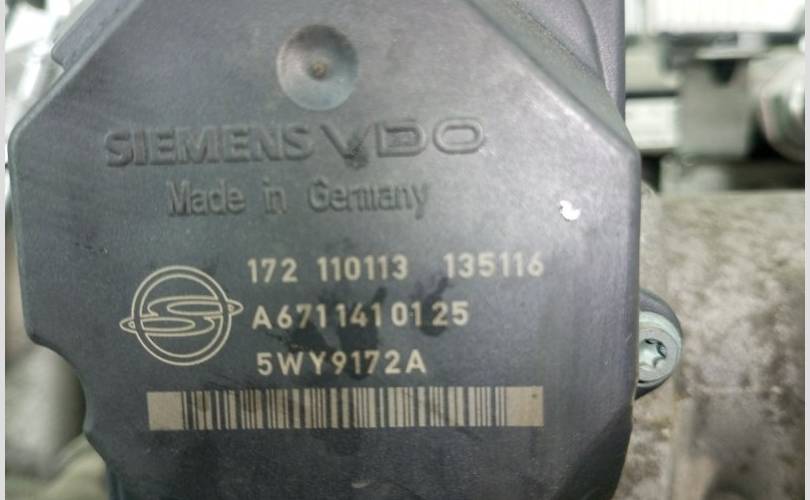 SIEMENS VDO
Made in Germany
172 110113 135116
A6711410125
5WY9172A